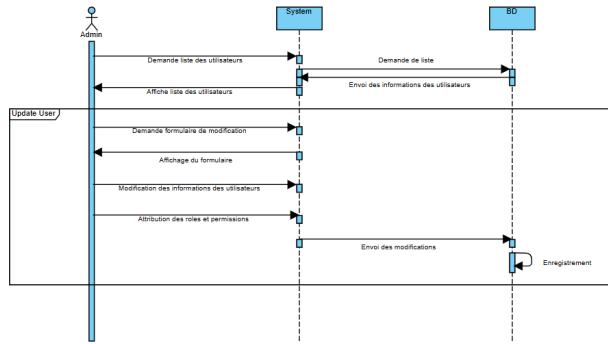 System
BD
Admin
Demande liste des utilisateurs
Demande de liste
Envoi des informations des utilisateurs
Affiche liste des utilisateurs
Update User
Demande formulaire de modification
Affichage du formulaire
Modification des informations des utilisateurs
Attribution des roles et permissions
Envoi des modifications
Enregistrement